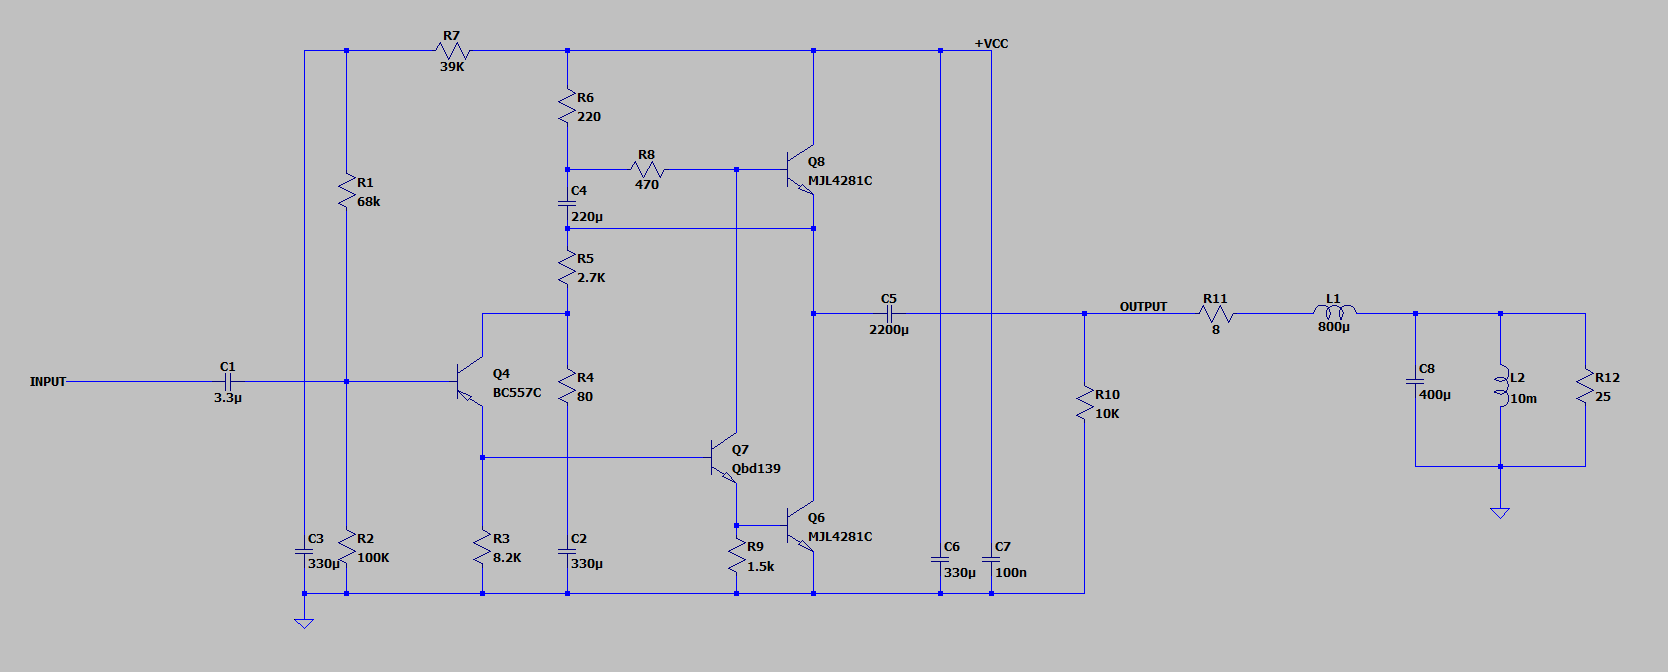 R7
39K
+VCC
R6
220
R8
470
Q8
MJL4281C
R1
68k
C4
220µ
R5
2.7K
C5
2200µ
OUTPUT
R11
8
L1
800µ
INPUT
C1
3.3µ
Q4
BC557C
R4
80
R10
10K
C8
400µ
L2
10m
R12
25
Q7
Qbd139
Q6
MJL4281C
C3
330µ
R2
100K
R3
8.2K
C2
330µ
R9
1.5k
C6
330µ
C7
100n